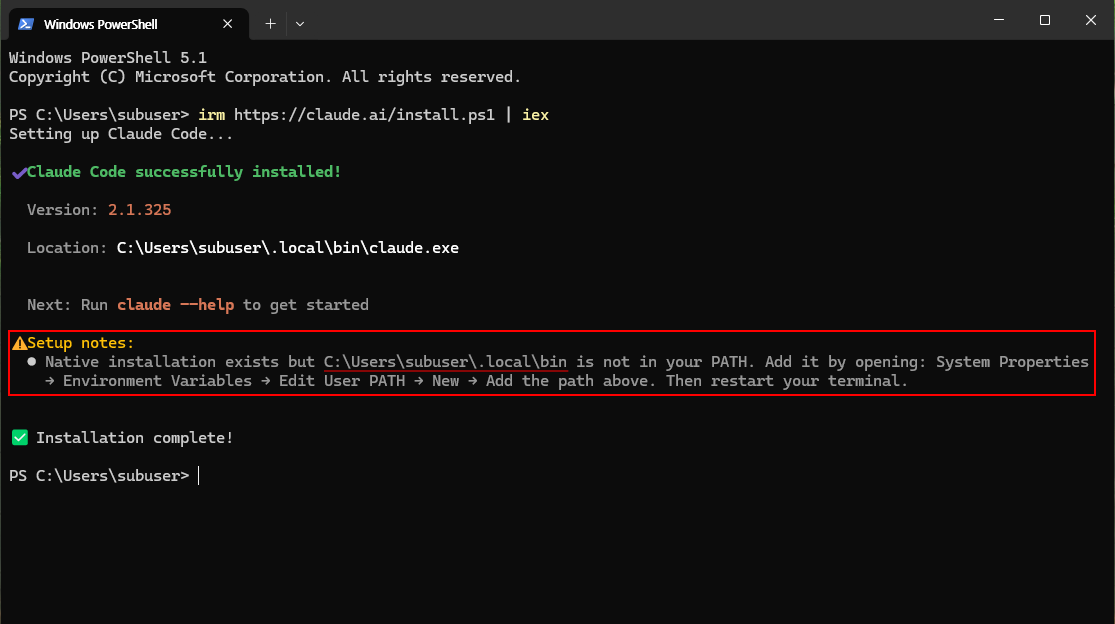 Windows PowerShell
Windows PowerShell 5.1
Copyright (C) Microsoft Corporation. All rights reserved.
PS C:\Users\subuser> irm https://claude.ai/install.ps1 | iex
Setting up Claude Code...
✔Claude Code successfully installed!
Version: 2.1.325
Location: C:\Users\subuser\.local\bin\claude.exe
Next: Run claude --help to get started
⚠Setup notes:
● Native installation exists but C:\Users\subuser\.local\bin is not in your PATH. Add it by opening: System Properties
→ Environment Variables → Edit User PATH → New → Add the path above. Then restart your terminal.
✅ Installation complete!
PS C:\Users\subuser>